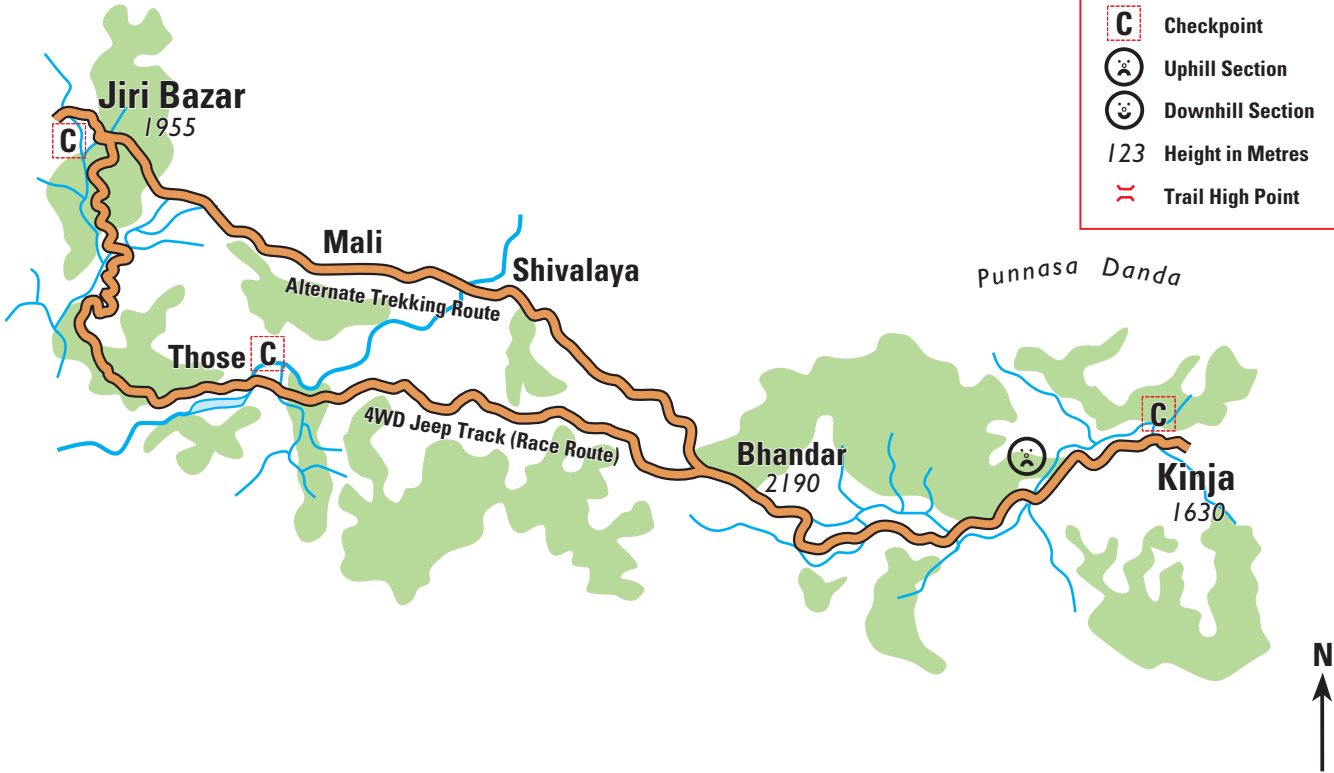 C Checkpoint
Uphill Section
Downhill Section
123 Height in Metres
Trail High Point
Jiri Bazar
1955
C
Mali
Shivalaya
Alternate Trekking Route
Punnasa Danda
Those C
4WD Jeep Track (Race Route)
Bhandar
2190
C
Kinja
1630
N